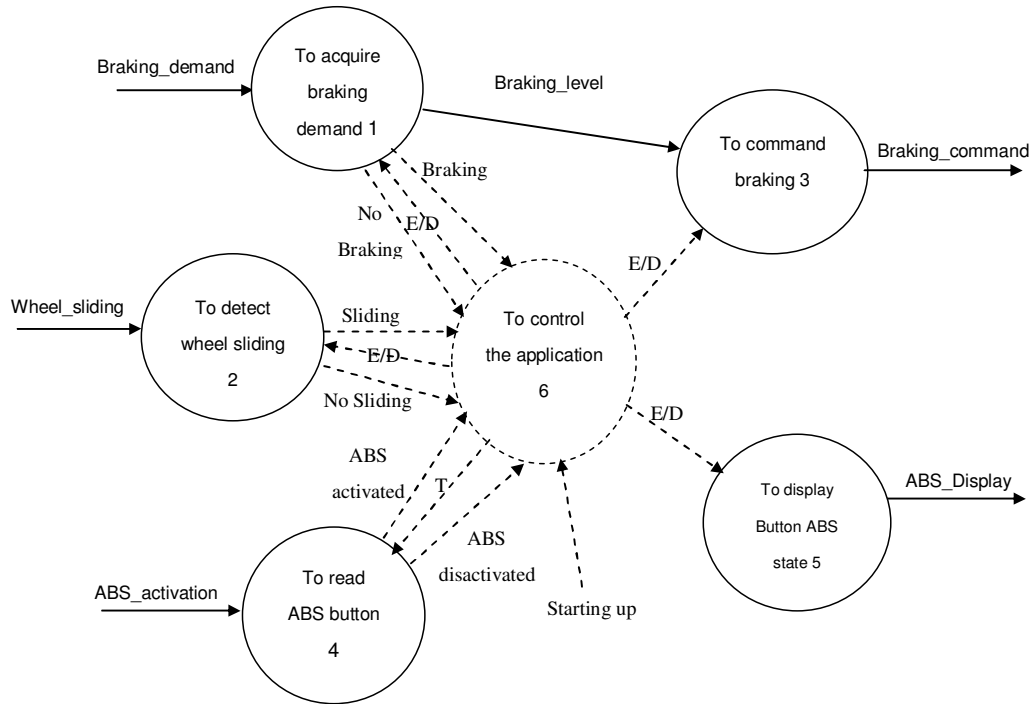 To acquire
braking
demand 1
Braking_demand
Braking_level
To command
braking 3
Braking_command
Braking
No
Braking
E/D
E/D
Wheel_sliding
To detect
wheel sliding
2
Sliding
E/D
No Sliding
To control
the application
6
E/D
ABS
activated
T
ABS
disactivated
Starting up
To display
Button ABS
state 5
ABS_Display
ABS_activation
To read
ABS button
4